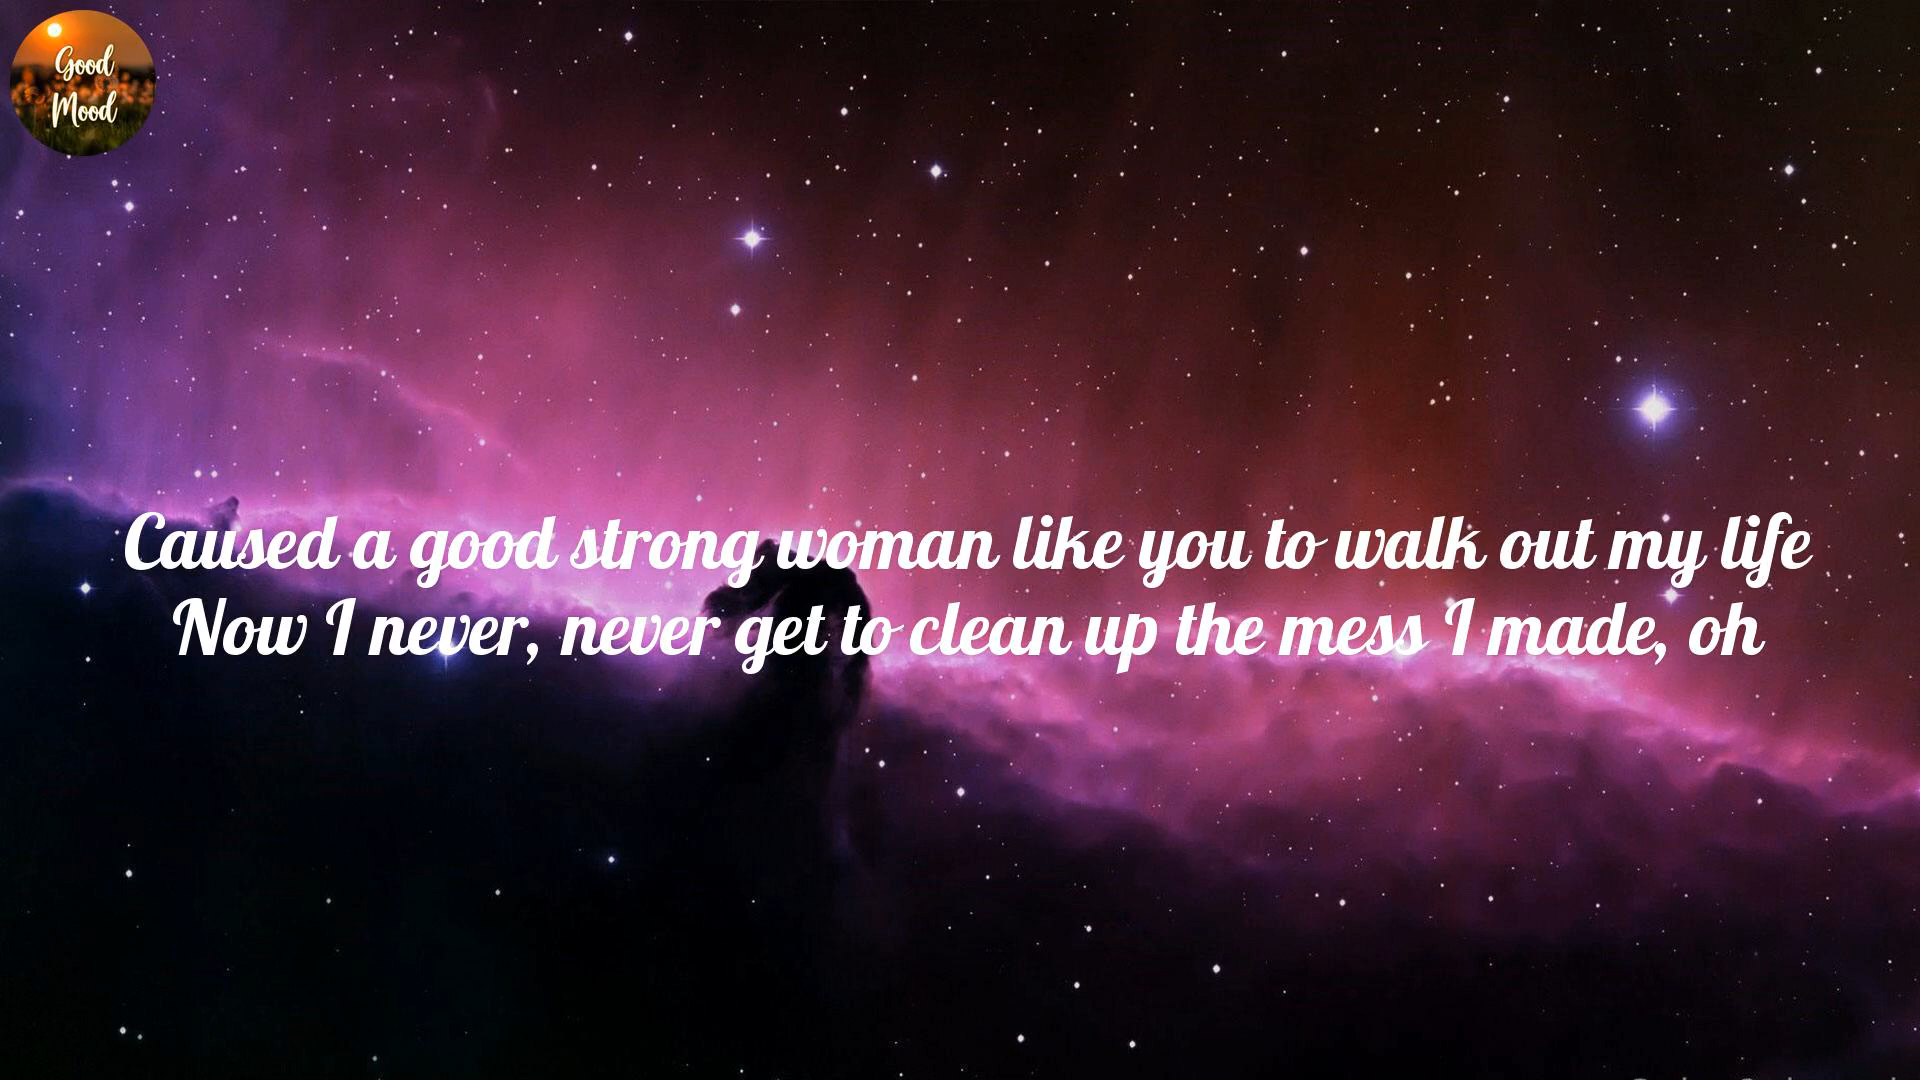 Good
Mood
Caused a good strong woman like you to walk out my life
Now I never, never get to clean up the mess I made, oh